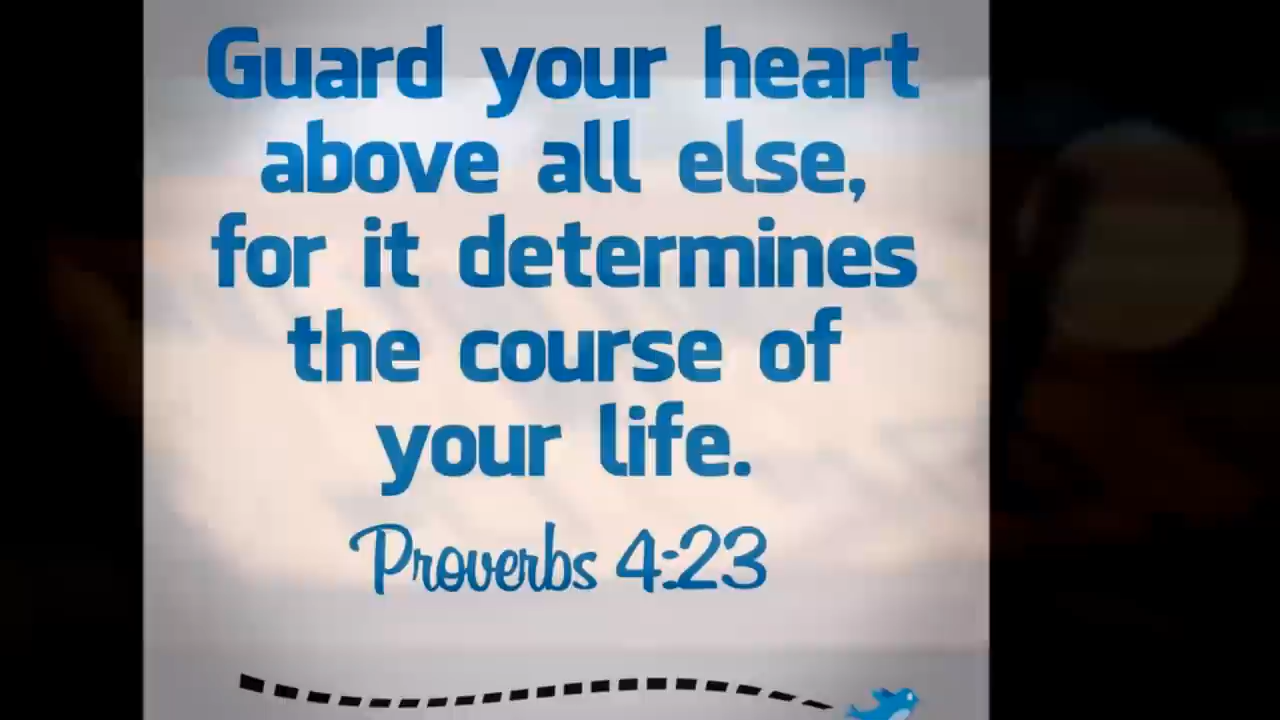 Guard your heart
above all else,
for it determines
the course of
your life.
Proverbs 4:23